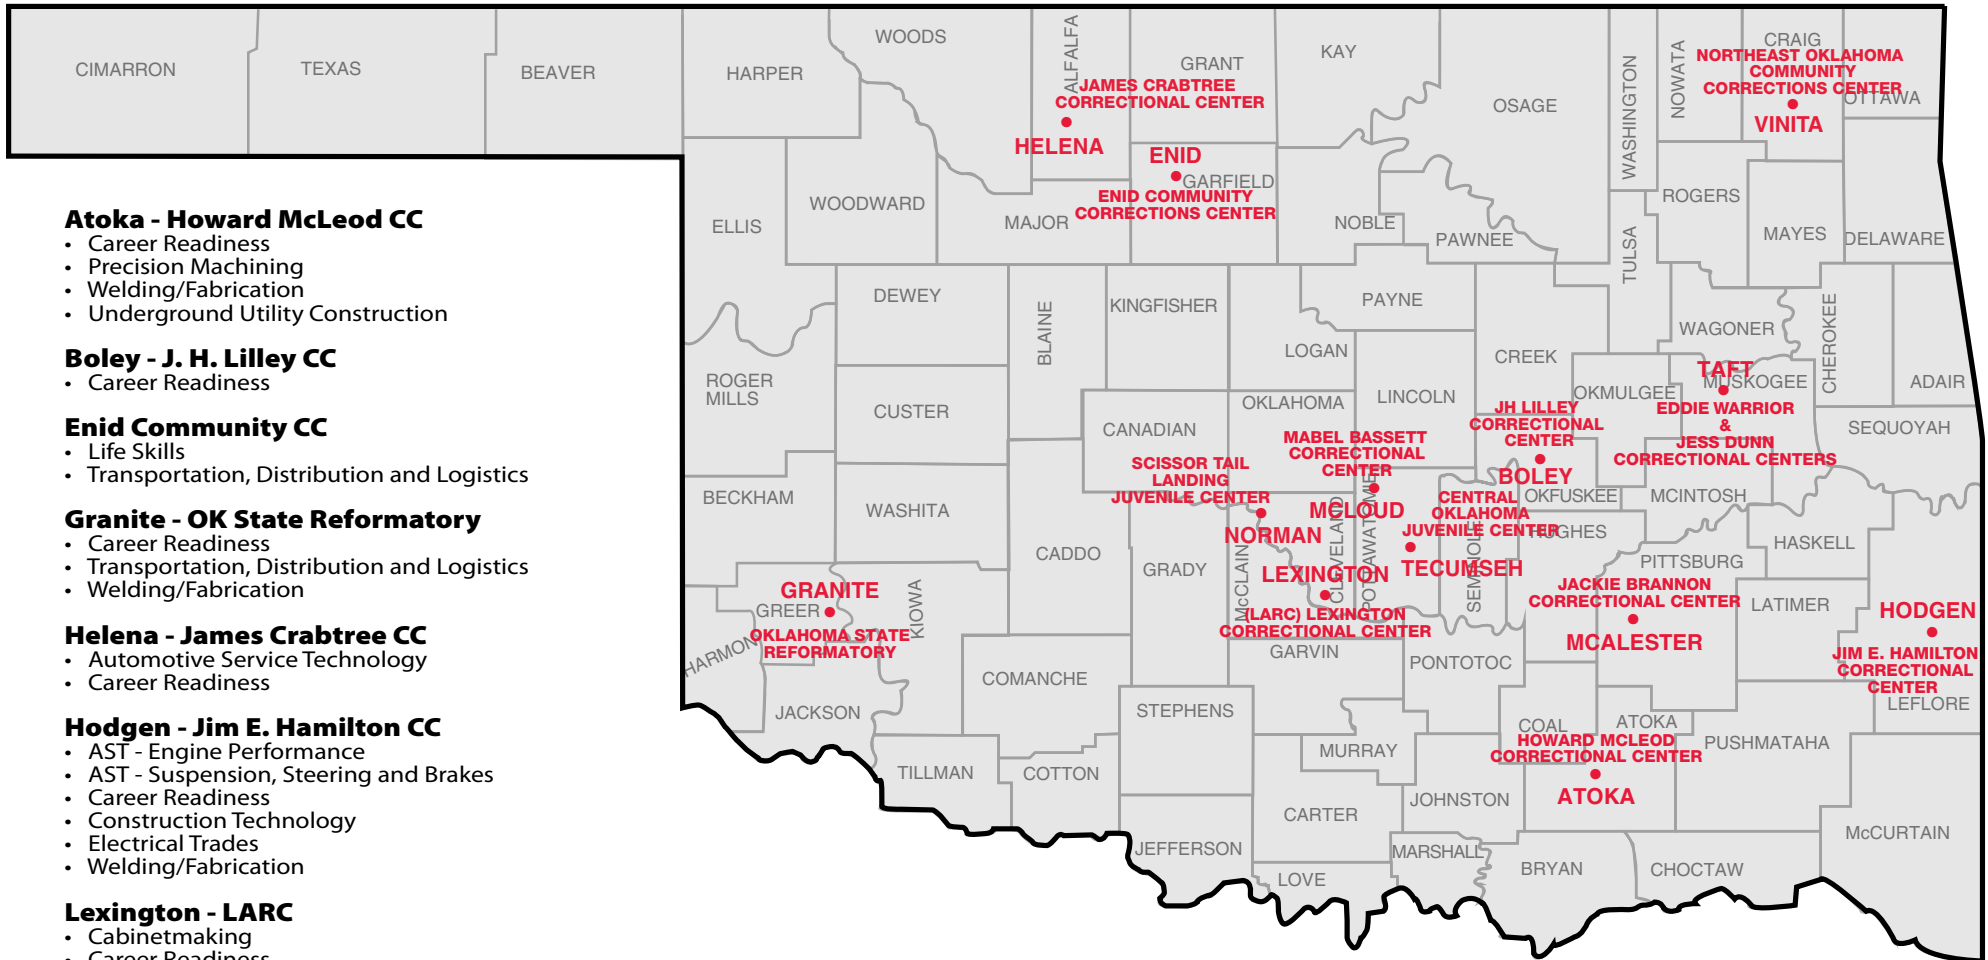 Atoka - Howard McLeod CC
• Career Readiness
• Precision Machining
• Welding/Fabrication
• Underground Utility Construction
Boley - J. H. Lilley CC
• Career Readiness
Enid Community CC
• Life Skills
• Transportation, Distribution and Logistics
Granite - OK State Reformatory
• Career Readiness
• Transportation, Distribution and Logistics
• Welding/Fabrication
Helena - James Crabtree CC
• Automotive Service Technology
• Career Readiness
Hodgen - Jim E. Hamilton CC
• AST - Engine Performance
• AST - Suspension, Steering and Brakes
• Career Readiness
• Construction Technology
• Electrical Trades
• Welding/Fabrication
Lexington - LARC
• Cabinetmaking
• Career Readiness
CIMARRON
TEXAS
BEAVER
HARPER
WOODS
ALFALFA
GRANT
KAY
OSAGE
WASHINGTON
NOWATA
CRAIG
OTTAWA
NORTHEAST OKLAHOMA
COMMUNITY
CORRECTIONS CENTER
VINITA
JAMES CRABTREE
CORRECTIONAL CENTER
HELENA
ENID
GARFIELD
ENID COMMUNITY
CORRECTIONS CENTER
ELLIS
WOODWARD
MAJOR
NOBLE
PAWNEE
TULSA
ROGERS
MAYES
DELAWARE
DEWEY
BLAINE
KINGFISHER
LOGAN
PAYNE
CREEK
WAGONER
CHEROKEE
ADAIR
ROGER
MILLS
CUSTER
CANADIAN
OKLAHOMA
LINCOLN
OKMULGEE
TAFT
MUSKOGEE
EDDIE WARRIOR
&
JESS DUNN
CORRECTIONAL CENTERS
SEQUOYAH
JH LILLEY
CORRECTIONAL
CENTER
BOLEY
OKFUSKEE
MCINTOSH
MABEL BASSETT
CORRECTIONAL
CENTER
MCLOUD
POTTAWATOMIE
SCISSOR TAIL
LANDING
JUVENILE CENTER
NORMAN
CLEVELAND
CENTRAL
OKLAHOMA
JUVENILE CENTER
TECUMSEH
SEMINOLE
HUGHES
BECKHAM
WASHITA
CADDO
GRADY
McCLAIN
LEXINGTON
(LARC) LEXINGTON
CORRECTIONAL CENTER
PITTSBURG
HASKELL
JACKIE BRANNON
CORRECTIONAL CENTER
MCALESTER
LATIMER
HODGEN
JIM E. HAMILTON
CORRECTIONAL
CENTER
LEFLORE
GRANITE
GREER
OKLAHOMA STATE
REFORMATORY
KIOWA
HARMON
JACKSON
COMANCHE
STEPHENS
GARVIN
PONTOTOC
COAL
ATOKA
HOWARD MCLEOD
CORRECTIONAL CENTER
ATOKA
PUSHMATAHA
TILLMAN
COTTON
MURRAY
JOHNSTON
CARTER
JEFFERSON
LOVE
MARSHALL
BRYAN
CHOCTAW
McCURTAIN